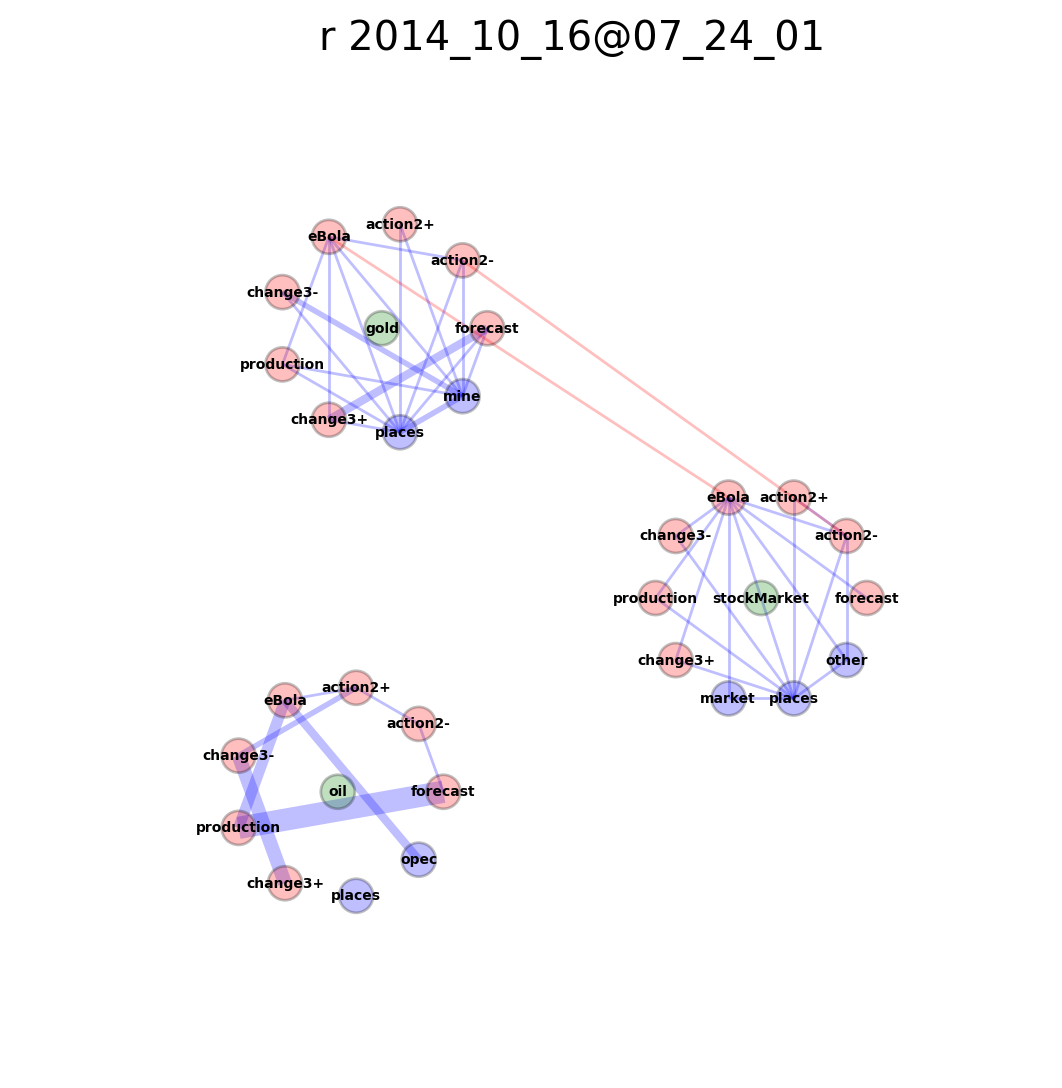 r 2014_10_16@07_24_01
action2+
eBola
action2-
change3-
gold
forecast
production
mine
change3+
places
eBola
action2+
change3-
action2-
production
stockMarket
forecast
change3+
other
market
places
action2+
eBola
action2-
change3-
oil
forecast
production
opec
change3+
places